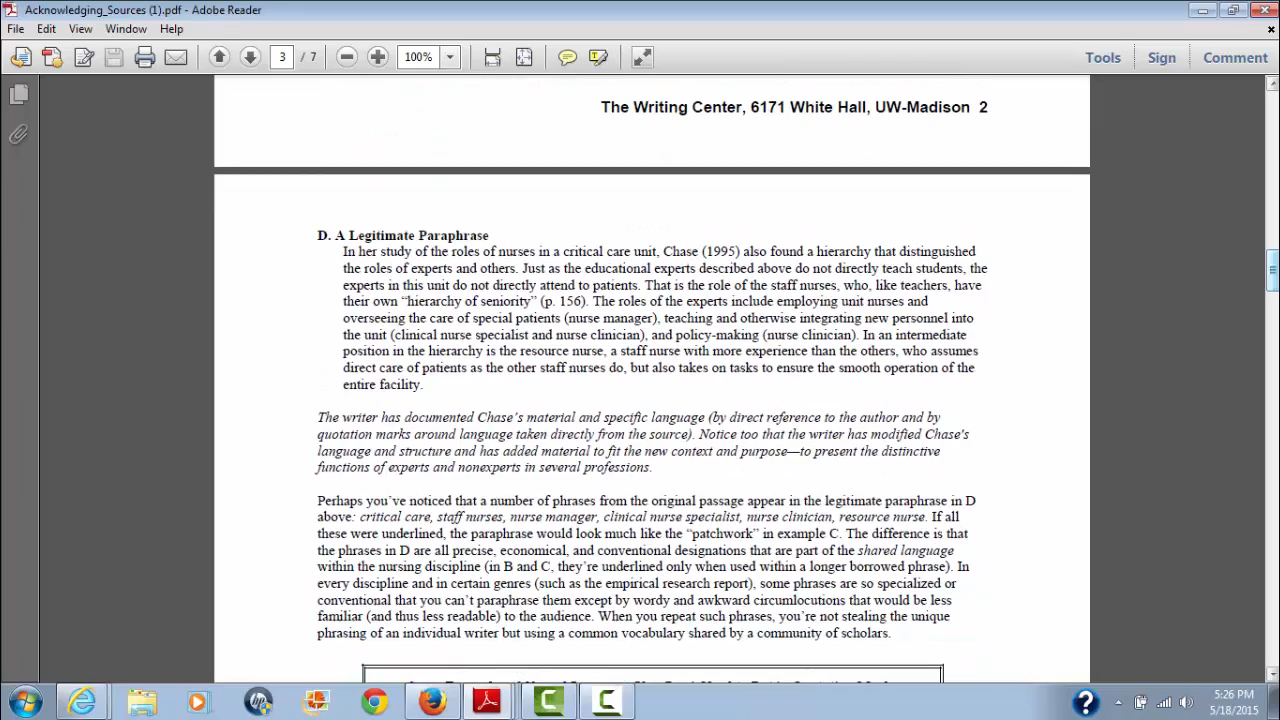 Acknowledging_Sources (1).pdf - Adobe Reader
File Edit View Window Help
3 / 7 100% Tools Sign Comment
The Writing Center, 6171 White Hall, UW-Madison 2
D. A Legitimate Paraphrase
In her study of the roles of nurses in a critical care unit, Chase (1995) also found a hierarchy that distinguished
the roles of experts and others. Just as the educational experts described above do not directly teach students, the
experts in this unit do not directly attend to patients. That is the role of the staff nurses, who, like teachers, have
their own “hierarchy of seniority” (p. 156). The roles of the experts include employing unit nurses and
overseeing the care of special patients (nurse manager), teaching and otherwise integrating new personnel into
the unit (clinical nurse specialist and nurse clinician), and policy-making (nurse clinician). In an intermediate
position in the hierarchy is the resource nurse, a staff nurse with more experience than the others, who assumes
direct care of patients as the other staff nurses do, but also takes on tasks to ensure the smooth operation of the
entire facility.
The writer has documented Chase’s material and specific language (by direct reference to the author and by
quotation marks around language taken directly from the source). Notice too that the writer has modified Chase’s
language and structure and has added material to fit the new context and purpose—to present the distinctive
functions of experts and nonexperts in several professions.
Perhaps you’ve noticed that a number of phrases from the original passage appear in the legitimate paraphrase in D
above: critical care, staff nurses, nurse manager, clinical nurse specialist, nurse clinician, resource nurse. If all
these were underlined, the paraphrase would look much like the “patchwork” in example C. The difference is that
the phrases in D are all precise, economical, and conventional designations that are part of the shared language
within the nursing discipline (in B and C, they’re underlined only when used within a longer borrowed phrase). In
every discipline and in certain genres (such as the empirical research report), some phrases are so specialized or
conventional that you can’t paraphrase them except by wordy and awkward circumlocutions that would be less
familiar (and thus less readable) to the audience. When you repeat such phrases, you’re not stealing the unique
phrasing of an individual writer but using a common vocabulary shared by a community of scholars.
5:26 PM
5/18/2015